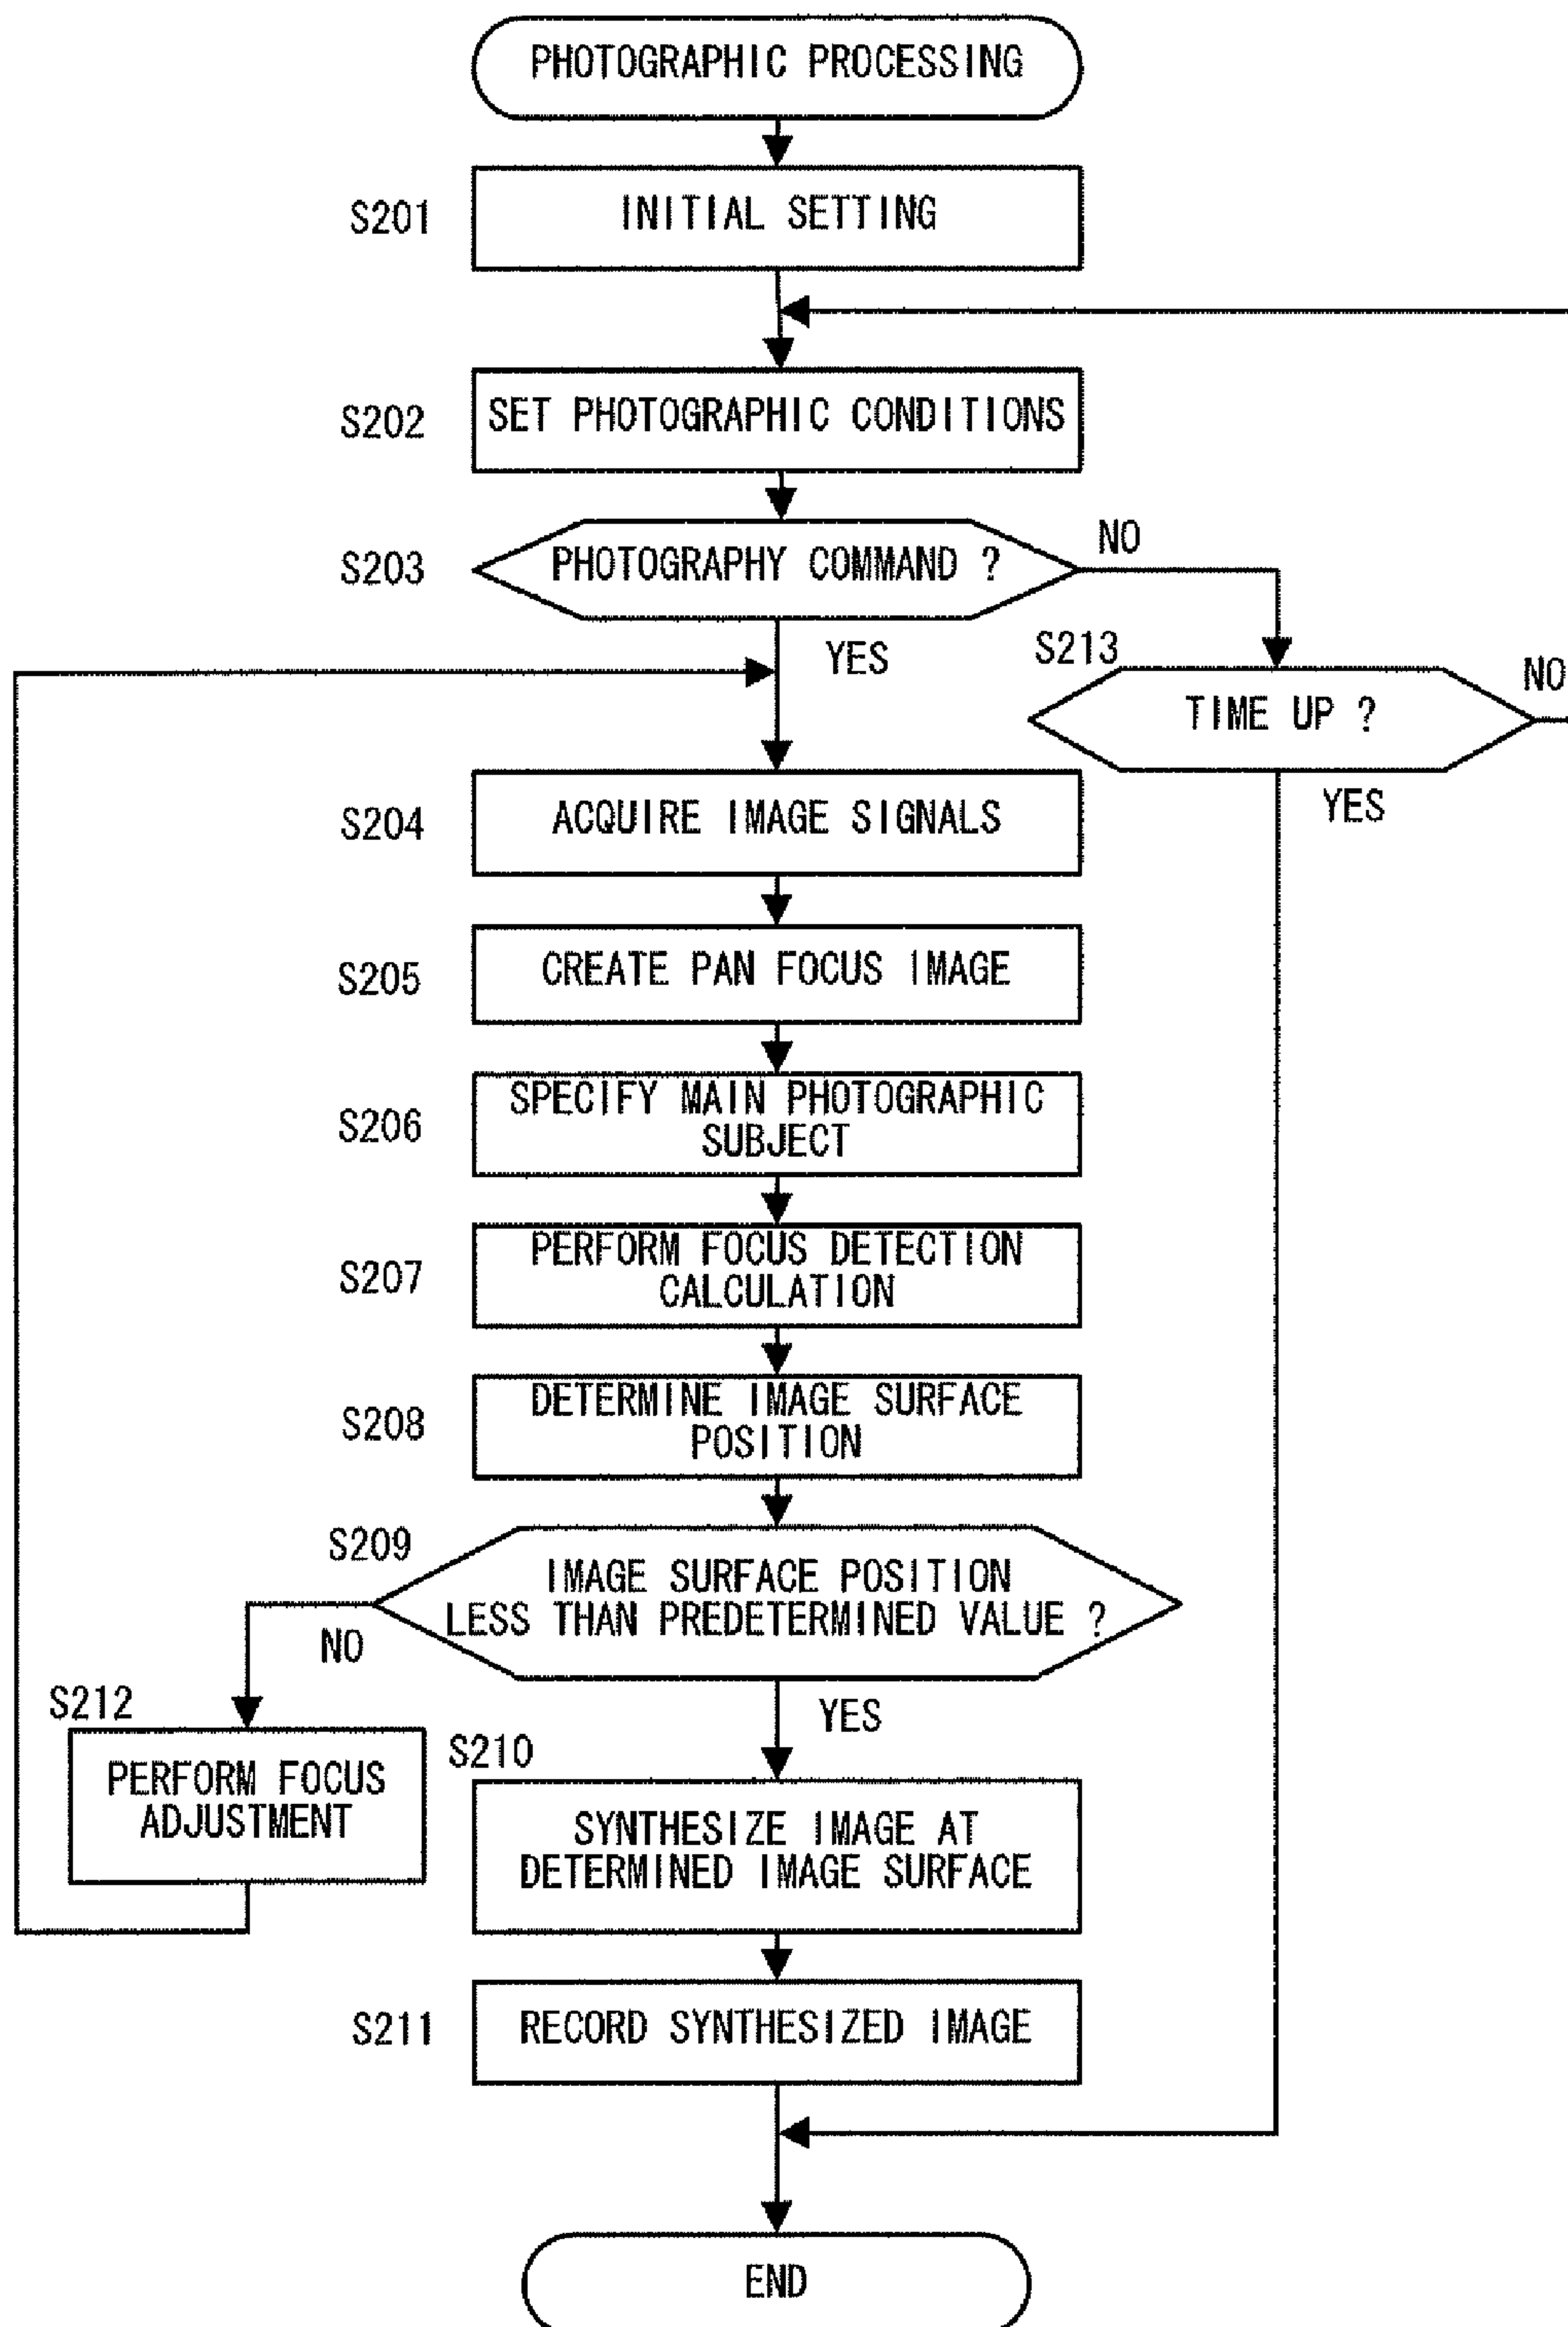 PHOTOGRAPHIC PROCESSING
S201
INITIAL SETTING
S202
SET PHOTOGRAPHIC CONDITIONS
S203
PHOTOGRAPHY COMMAND ?
NO
YES
S213
TIME UP ?
NO
YES
S204
ACQUIRE IMAGE SIGNALS
S205
CREATE PAN FOCUS IMAGE
S206
SPECIFY MAIN PHOTOGRAPHIC
SUBJECT
S207
PERFORM FOCUS DETECTION
CALCULATION
S208
DETERMINE IMAGE SURFACE
POSITION
S209
IMAGE SURFACE POSITION
LESS THAN PREDETERMINED VALUE ?
NO
YES
S212
PERFORM FOCUS
ADJUSTMENT
S210
SYNTHESIZE IMAGE AT
DETERMINED IMAGE SURFACE
S211
RECORD SYNTHESIZED IMAGE
END